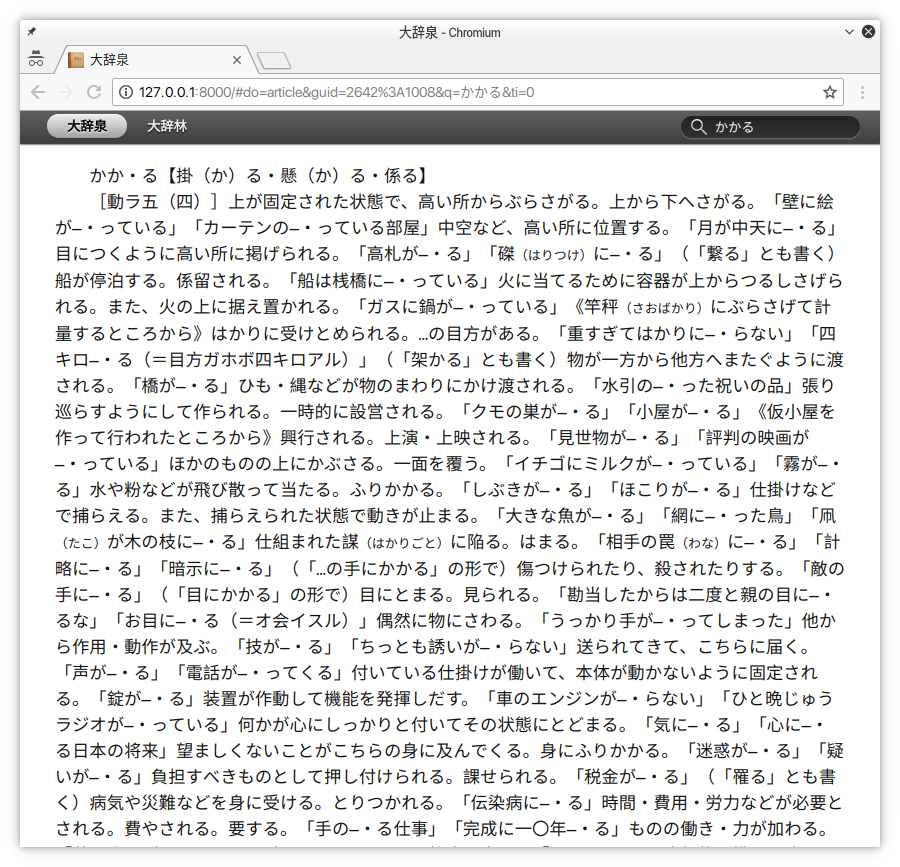 大辞泉 - Chromium
大辞泉
127.0.0.1:8000/#do=article&guid=2642%3A1008&q=かかる&ti=0
大辞泉 大辞林 かかる
かか・る【掛（か）る・懸（か）る・係る】
［動ラ五（四）］上が固定された状態で、高い所からぶらさがる。上から下へさがる。「壁に絵
が―・っている」「カーテンの―・っている部屋」中空など、高い所に位置する。「月が中天に―・る」
目につくように高い所に掲げられる。「高札が―・る」「磔（はりつけ）に―・る」（「繋る」とも書く）
船が停泊する。係留される。「船は桟橋に―・っている」火に当てるために容器が上からつるしさげら
れる。また、火の上に据え置かれる。「ガスに鍋が―・っている」《竿秤（さおばかり）にぶらさげて計
量するところから》はかりに受けとめられる。…の目方がある。「重すぎてはかりに―・らない」「四
キロ―・る（＝目方ガホボ四キロアル）」（「架かる」とも書く）物が一方から他方へまたぐように渡
される。「橋が―・る」ひも・縄などが物のまわりにかけ渡される。「水引の―・った祝いの品」張り
巡らすようにして作られる。一時的に設営される。「クモの巣が―・る」「小屋が―・る」《仮小屋を
作って行われたところから》興行される。上演・上映される。「見世物が―・る」「評判の映画が
―・っている」ほかのものの上にかぶさる。一面を覆う。「イチゴにミルクが―・っている」「霧が―・
る」水や粉などが飛び散って当たる。ふりかかる。「しぶきが―・る」「ほこりが―・る」仕掛けなど
で捕らえる。また、捕らえられた状態で動きが止まる。「大きな魚が―・る」「網に―・った鳥」「凧
（たこ）が木の枝に―・る」仕組まれた謀（はかりごと）に陥る。はまる。「相手の罠（わな）に―・る」「計
略に―・る」「暗示に―・る」（「…の手にかかる」の形で）傷つけられたり、殺されたりする。「敵の
手に―・る」（「目にかかる」の形で）目にとまる。見られる。「勘当したからは二度と親の目に―・
るな」「お目に―・る（＝オ会イスル）」偶然に物にさわる。「うっかり手が―・ってしまった」他か
ら作用・動作が及ぶ。「技が―・る」「ちっとも誘いが―・らない」送られてきて、こちらに届く。
「声が―・る」「電話が―・ってくる」付いている仕掛けが働いて、本体が動かないように固定され
る。「錠が―・る」装置が作動して機能を発揮しだす。「車のエンジンが―・らない」「ひと晩じゅう
ラジオが―・っている」何かが心にしっかりと付いてその状態にとどまる。「気に―・る」「心に―・
る日本の将来」望ましくないことがこちらの身に及んでくる。身にふりかかる。「迷惑が―・る」「疑
いが―・る」負担すべきものとして押し付けられる。課せられる。「税金が―・る」（「罹る」とも書
く）病気や災難などを身に受ける。とりつかれる。「伝染病に―・る」時間・費用・労力などが必要と
される。費やされる。要する。「手の―・る仕事」「完成に一〇年―・る」ものの働き・力が加わる。